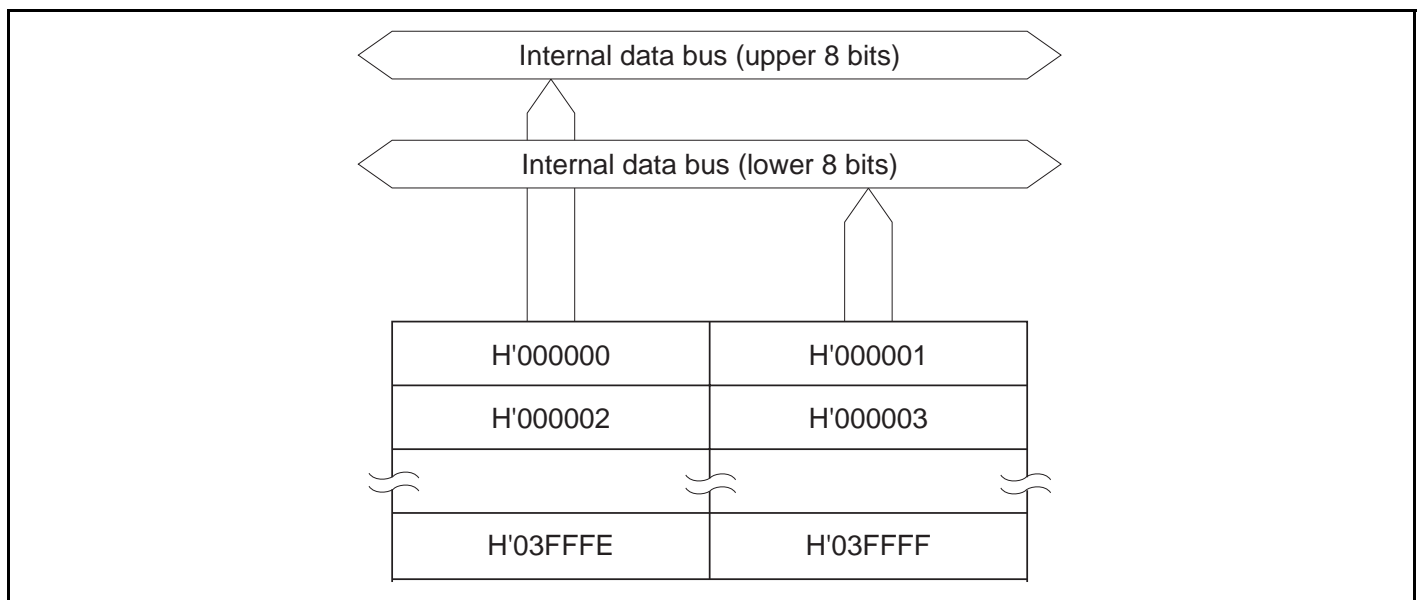 Internal data bus (upper 8 bits)
Internal data bus (lower 8 bits)
H'000000 H'000001
H'000002 H'000003
H'03FFFE H'03FFFF